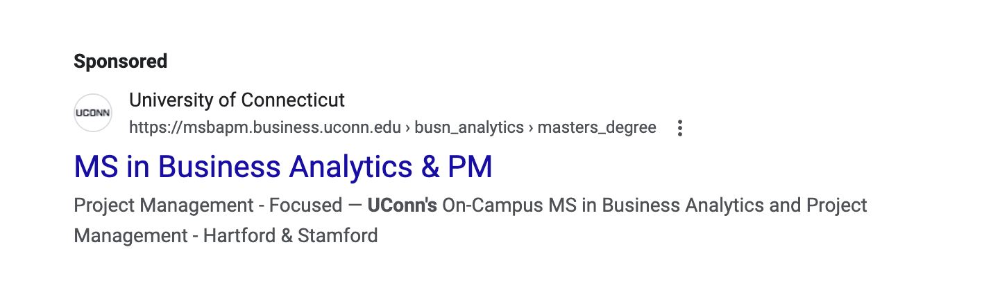 Sponsored
UCONN
University of Connecticut
https://msbapm.business.uconn.edu › busn_analytics › masters_degree
MS in Business Analytics & PM
Project Management - Focused — UConn's On-Campus MS in Business Analytics and Project
Management - Hartford & Stamford